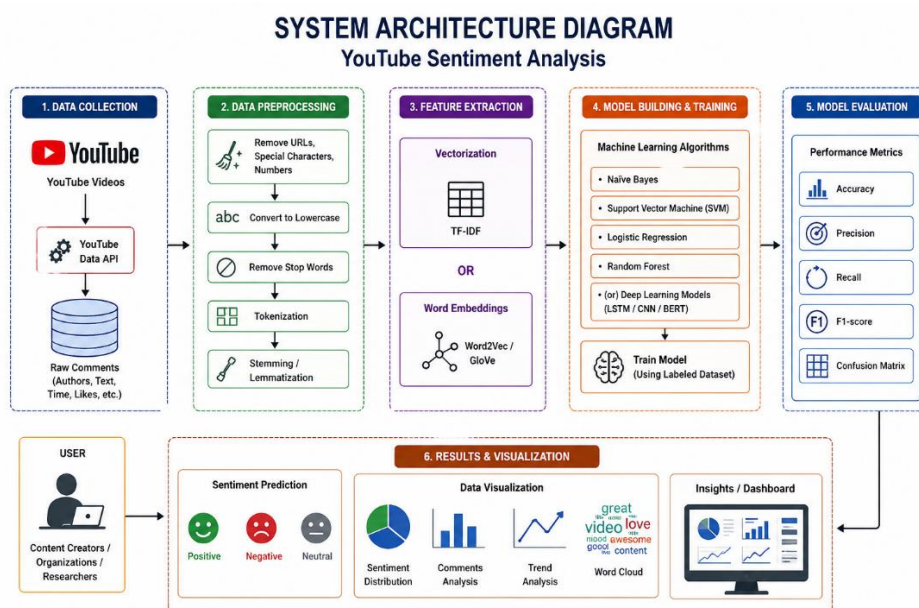 SYSTEM ARCHITECTURE DIAGRAM
YouTube Sentiment Analysis
1. DATA COLLECTION
YouTube
YouTube Videos
YouTube
Data API
Raw Comments
(Authors, Text,
Time, Likes, etc.)
2. DATA PREPROCESSING
Remove URLs,
Special Characters,
Numbers
abc Convert to Lowercase
Remove Stop Words
Tokenization
Stemming /
Lemmatization
3. FEATURE EXTRACTION
Vectorization
TF-IDF
OR
Word Embeddings
Word2Vec /
GloVe
4. MODEL BUILDING & TRAINING
Machine Learning Algorithms
• Naïve Bayes
• Support Vector Machine (SVM)
• Logistic Regression
• Random Forest
• (or) Deep Learning Models
(LSTM / CNN / BERT)
Train Model
(Using Labeled Dataset)
5. MODEL EVALUATION
Performance Metrics
Accuracy
Precision
Recall
F1 F1-score
Confusion Matrix
USER
Content Creators /
Organizations /
Researchers
6. RESULTS & VISUALIZATION
Sentiment Prediction
Positive
Negative
Neutral
Data Visualization
Sentiment
Distribution
Comments
Analysis
Trend
Analysis
great
video love
mood awesome
good content
Word Cloud
Insights / Dashboard